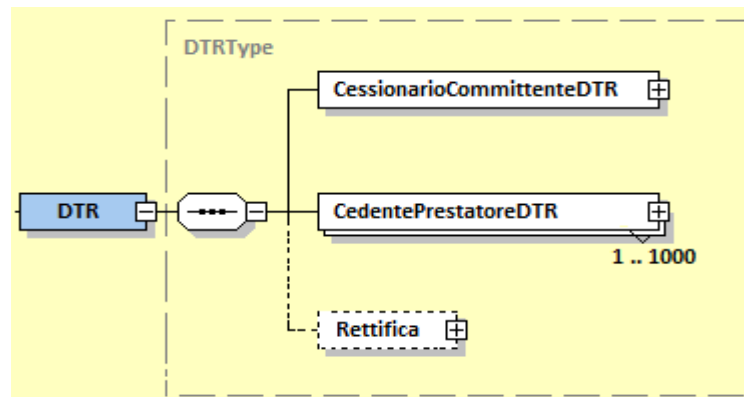 DTRType
CessionarioCommittenteDTR
DTR
CedentePrestatoreDTR
1 .. 1000
Rettifica